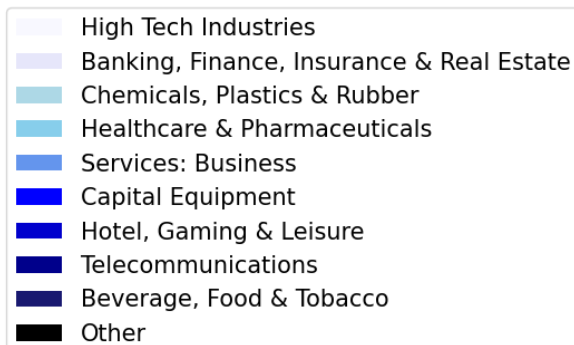 High Tech Industries
Banking, Finance, Insurance & Real Estate
Chemicals, Plastics & Rubber
Healthcare & Pharmaceuticals
Services: Business
Capital Equipment
Hotel, Gaming & Leisure
Telecommunications
Beverage, Food & Tobacco
Other